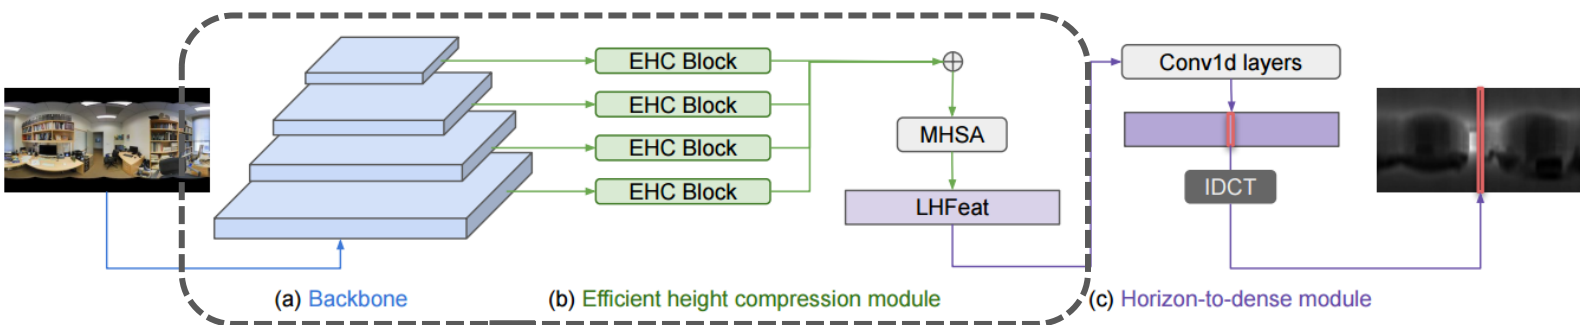 EHC Block
EHC Block
EHC Block
EHC Block
MHSA
LHFeat
Conv1d layers
IDCT
(a) Backbone
(b) Efficient height compression module
(c) Horizon-to-dense module